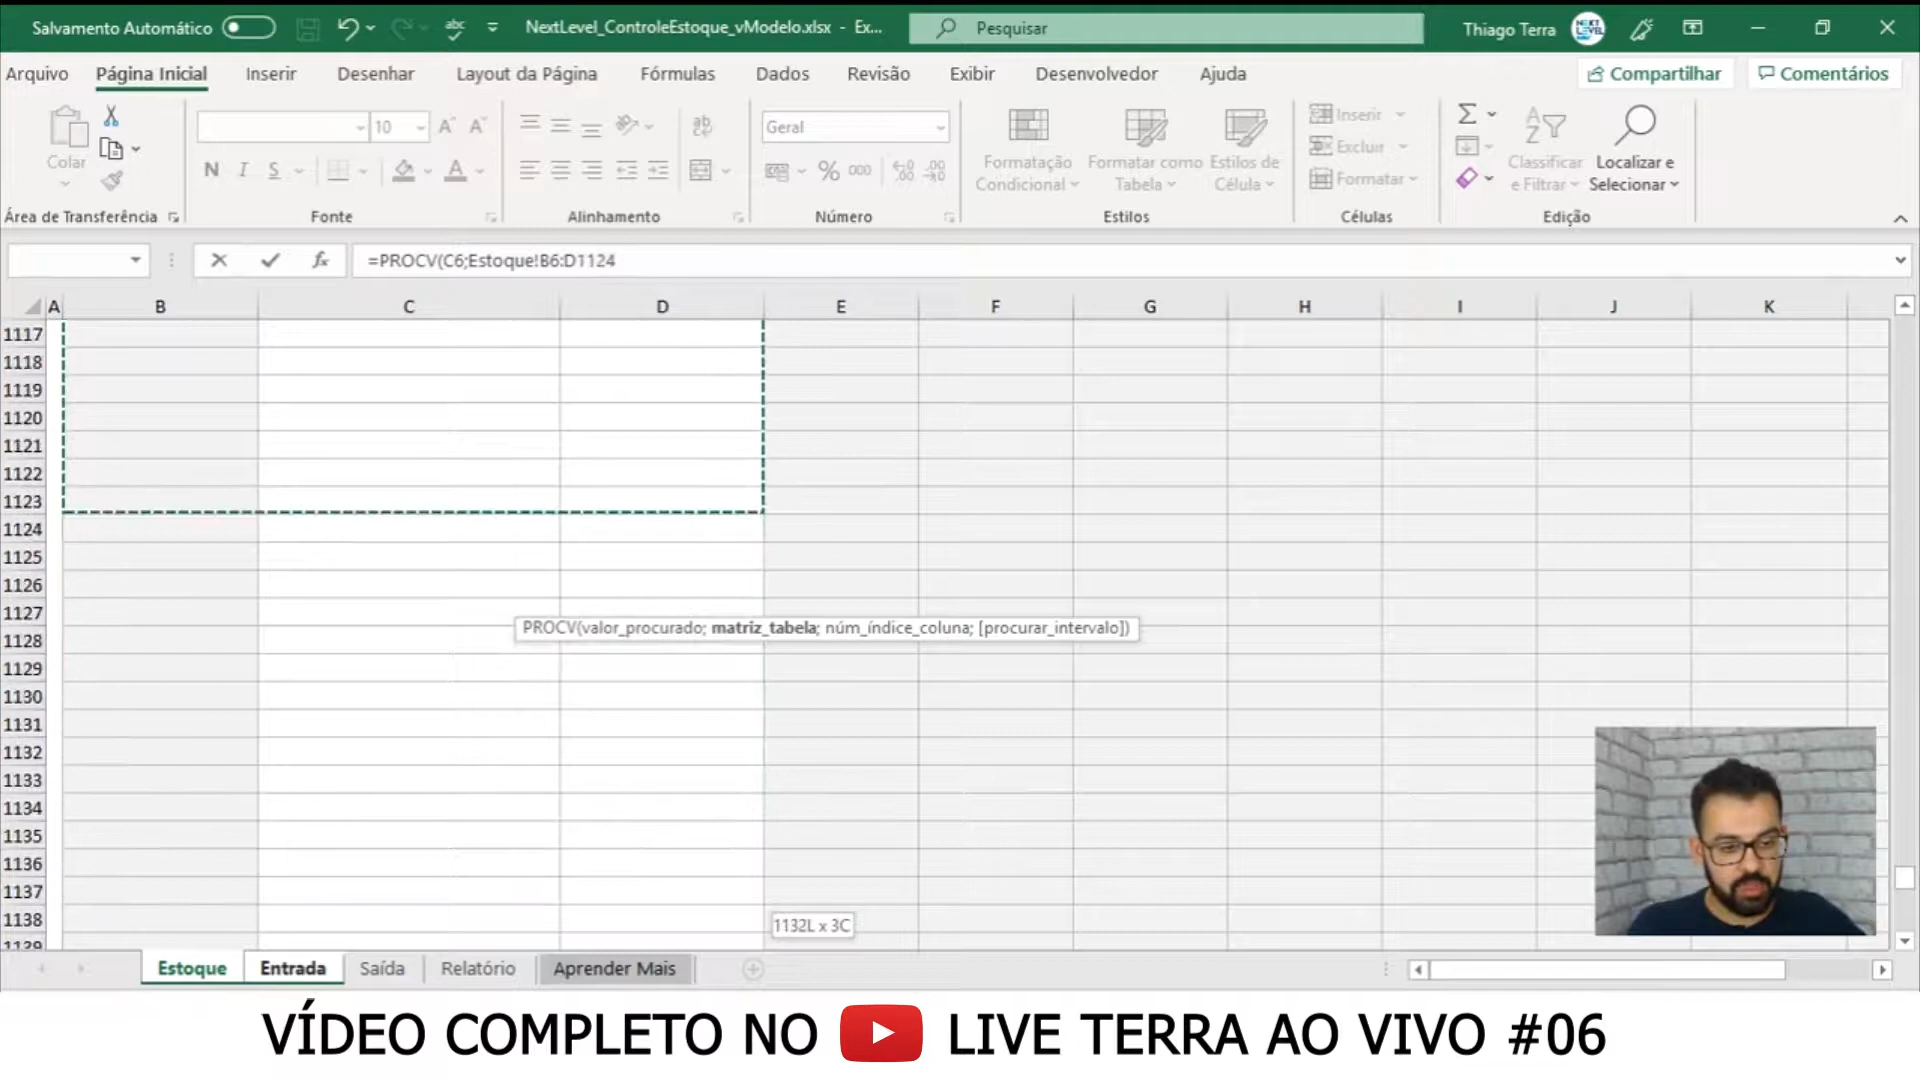 Salvamento Automático
NextLevel_ControleEstoque_vModelo.xlsx - Ex...
Pesquisar
Thiago Terra
Arquivo Página Inicial Inserir Desenhar Layout da Página Fórmulas Dados Revisão Exibir Desenvolvedor Ajuda Compartilhar Comentários
Colar
10
N I S
Geral
% 000
Formatação Condicional
Formatar como Tabela
Estilos de Célula
Inserir
Excluir
Formatar
Classificar e Filtrar
Localizar e Selecionar
Área de Transferência Fonte Alinhamento Número Estilos Células Edição
fx =PROCV(C6;Estoque!B6:D1124
A B C D E F G H I J K
1117
1118
1119
1120
1121
1122
1123
1124
1125
1126
1127
PROCV(valor_procurado; matriz_tabela; núm_índice_coluna; [procurar_intervalo])
1128
1129
1130
1131
1132
1133
1134
1135
1136
1137
1138
1132L x 3C
1139
Estoque Entrada Saída Relatório Aprender Mais
VÍDEO COMPLETO NO LIVE TERRA AO VIVO #06